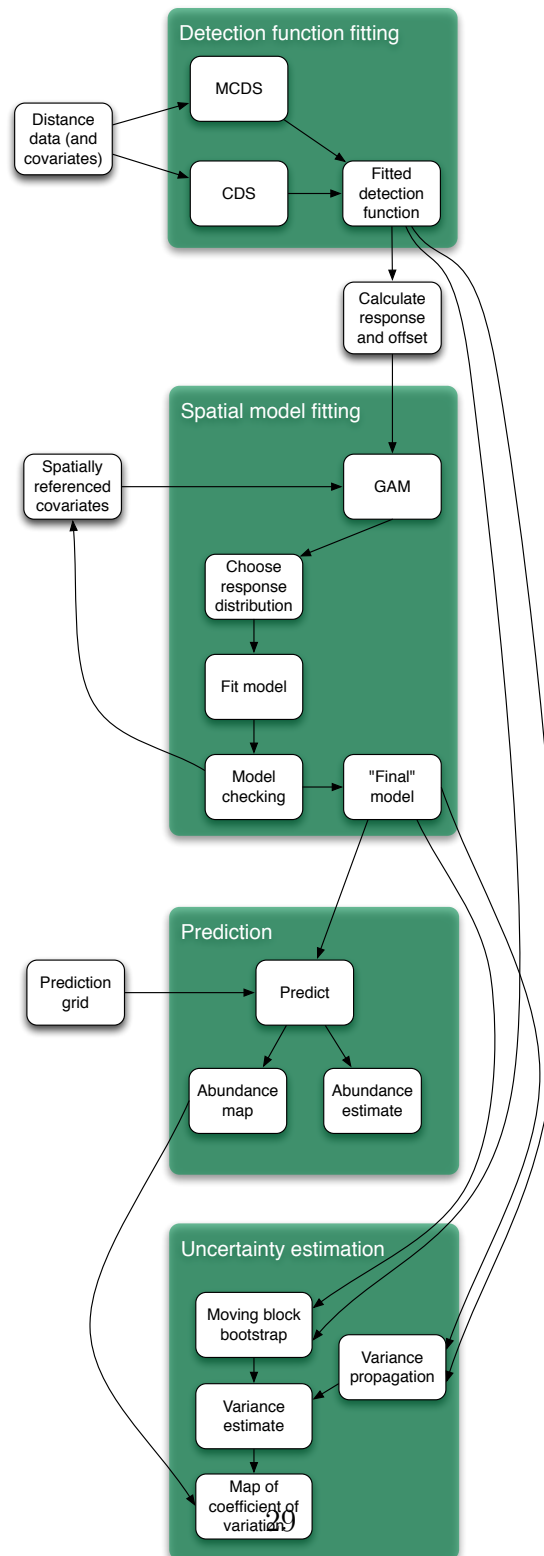 Detection function fitting
MCDS
Distance
data (and
covariates)
CDS
Fitted
detection
function
Calculate
response
and offset
Spatial model fitting
Spatially
referenced
covariates
GAM
Choose
response
distribution
Fit model
Model
checking
"Final"
model
Prediction
Prediction
grid
Predict
Abundance
map
Abundance
estimate
Uncertainty estimation
Moving block
bootstrap
Variance
propagation
Variance
estimate
Map of
coefficient of
variation
29